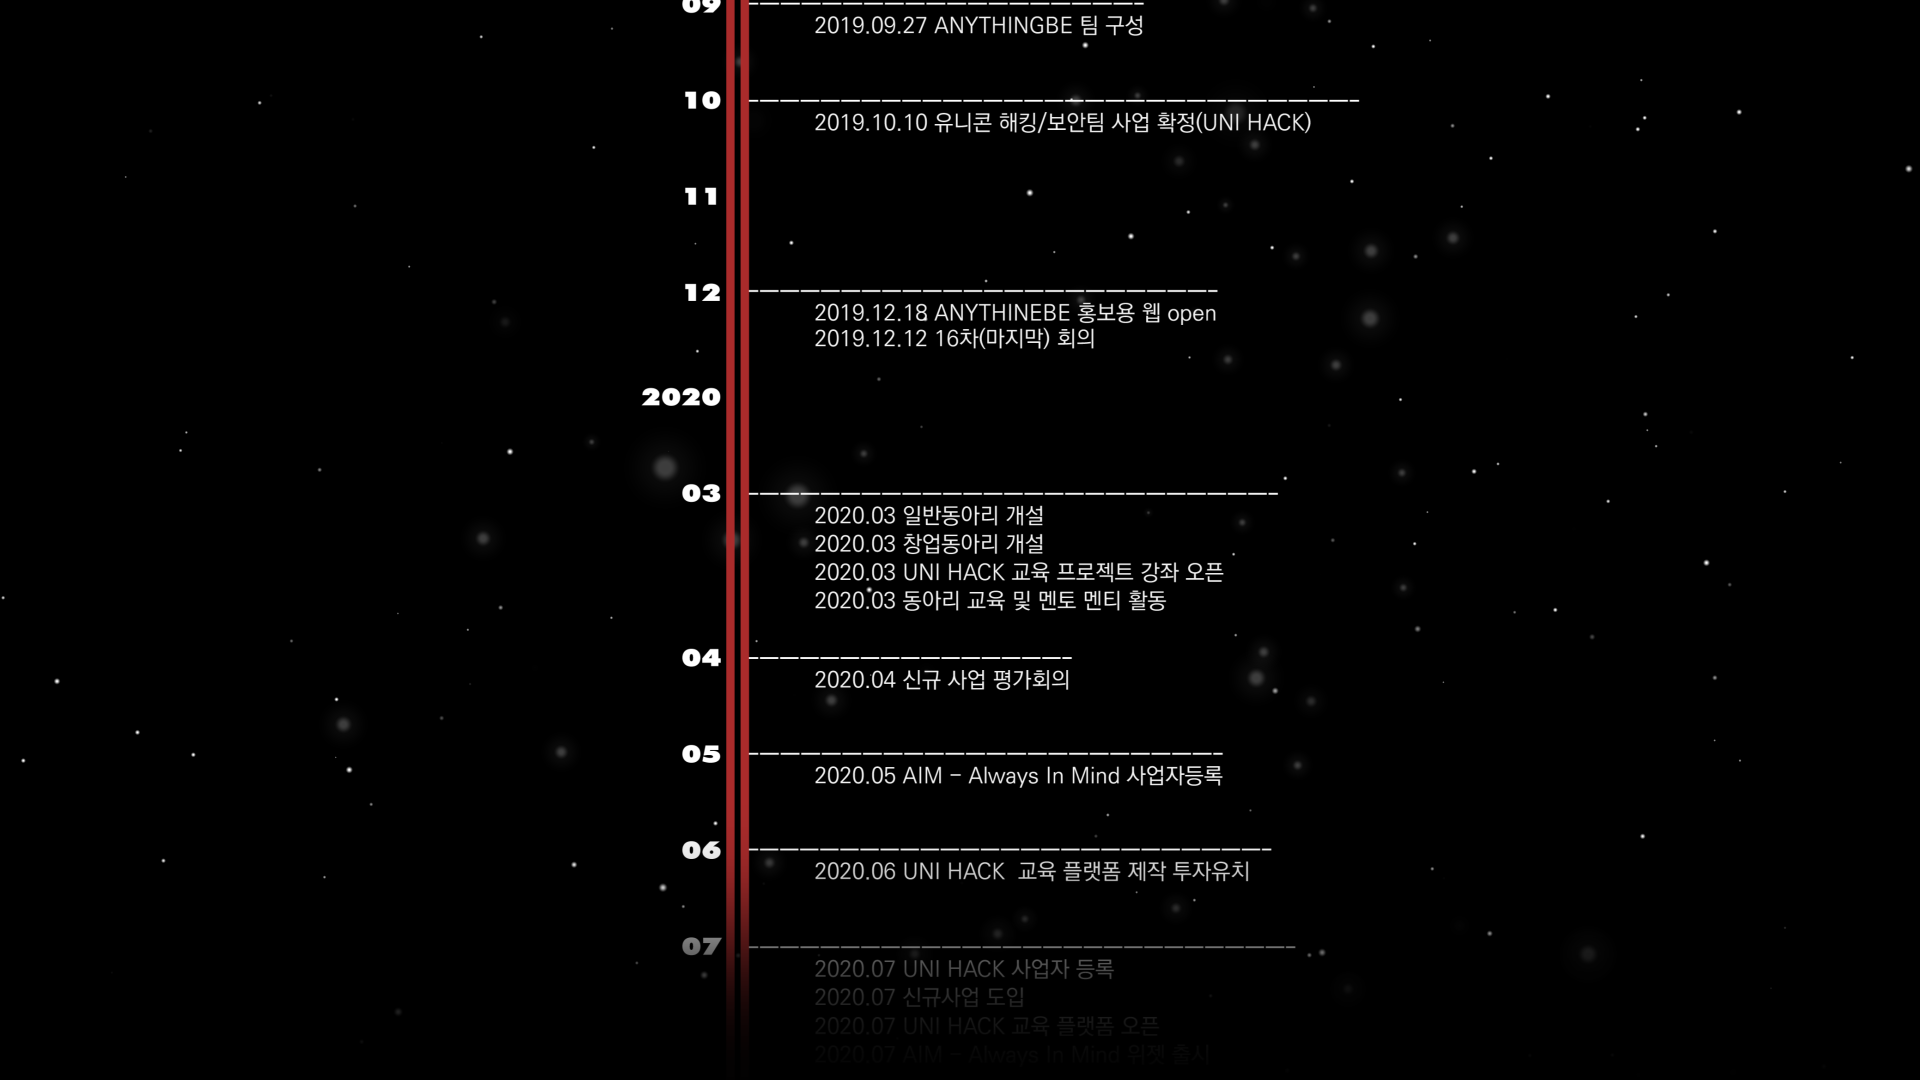 09
2019.09.27 ANYTHINGBE 팀 구성
10
2019.10.10 유니콘 해킹/보안팀 사업 확정(UNI HACK)
11
12
2019.12.18 ANYTHINEBE 홍보용 웹 open
2019.12.12 16차(마지막) 회의
2020
03
2020.03 일반동아리 개설
2020.03 창업동아리 개설
2020.03 UNI HACK 교육 프로젝트 강좌 오픈
2020.03 동아리 교육 및 멘토 멘티 활동
04
2020.04 신규 사업 평가회의
05
2020.05 AIM - Always In Mind 사업자등록
06
2020.06 UNI HACK 교육 플랫폼 제작 투자유치
07
2020.07 UNI HACK 사업자 등록
2020.07 신규사업 도입
2020.07 UNI HACK 교육 플랫폼 오픈
2020.07 AIM - Always In Mind 위젯 출시